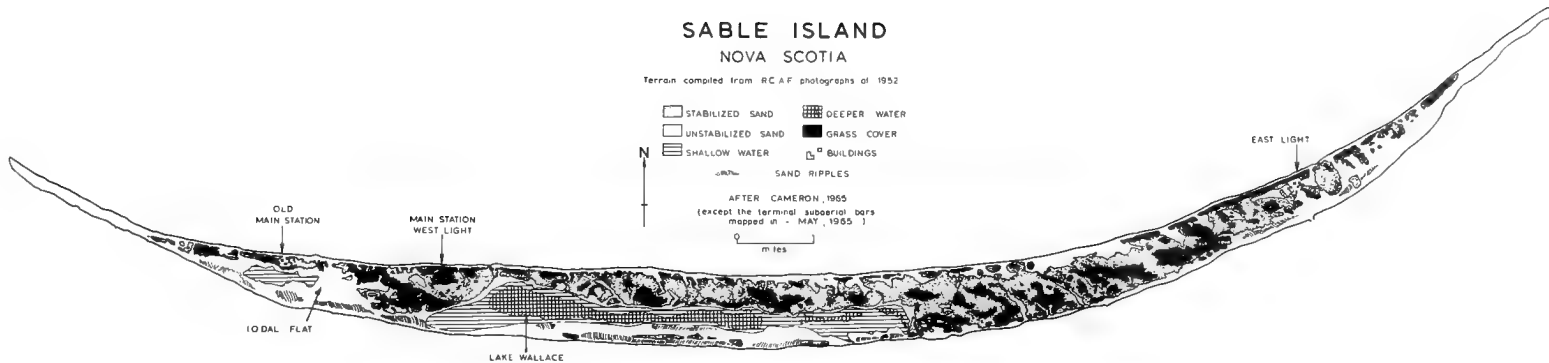 SABLE ISLAND
NOVA SCOTIA
Terrain compiled from RCAF photographs of 1952
STABILIZED SAND
DEEPER WATER
UNSTABILIZED SAND
GRASS COVER
SHALLOW WATER
BUILDINGS
SAND RIPPLES
N
AFTER CAMERON, 1965
(except the terminal subaerial bars
mapped in - MAY, 1965 )
miles
EAST LIGHT
OLD
MAIN STATION
MAIN STATION
WEST LIGHT
IODAL FLAT
LAKE WALLACE